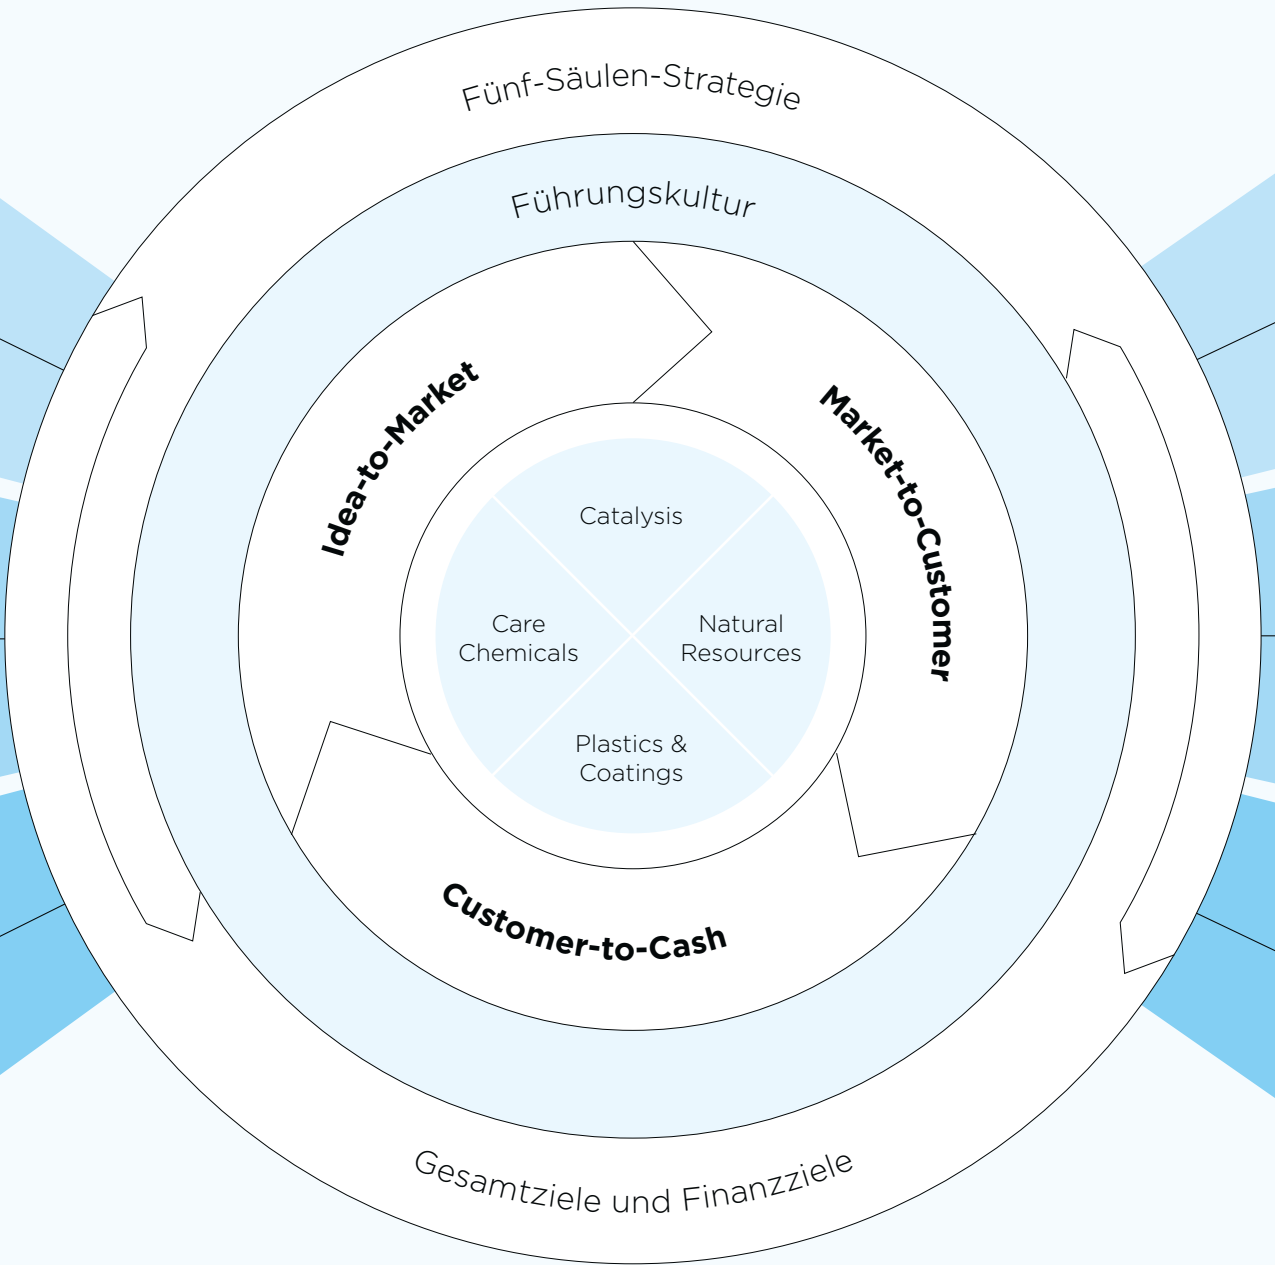 Fünf-Säulen-Strategie
Führungskultur
Idea-to-Market
Market-to-Customer
Catalysis
Care
Chemicals
Natural
Resources
Plastics &
Coatings
Customer-to-Cash
Gesamtziele und Finanzziele